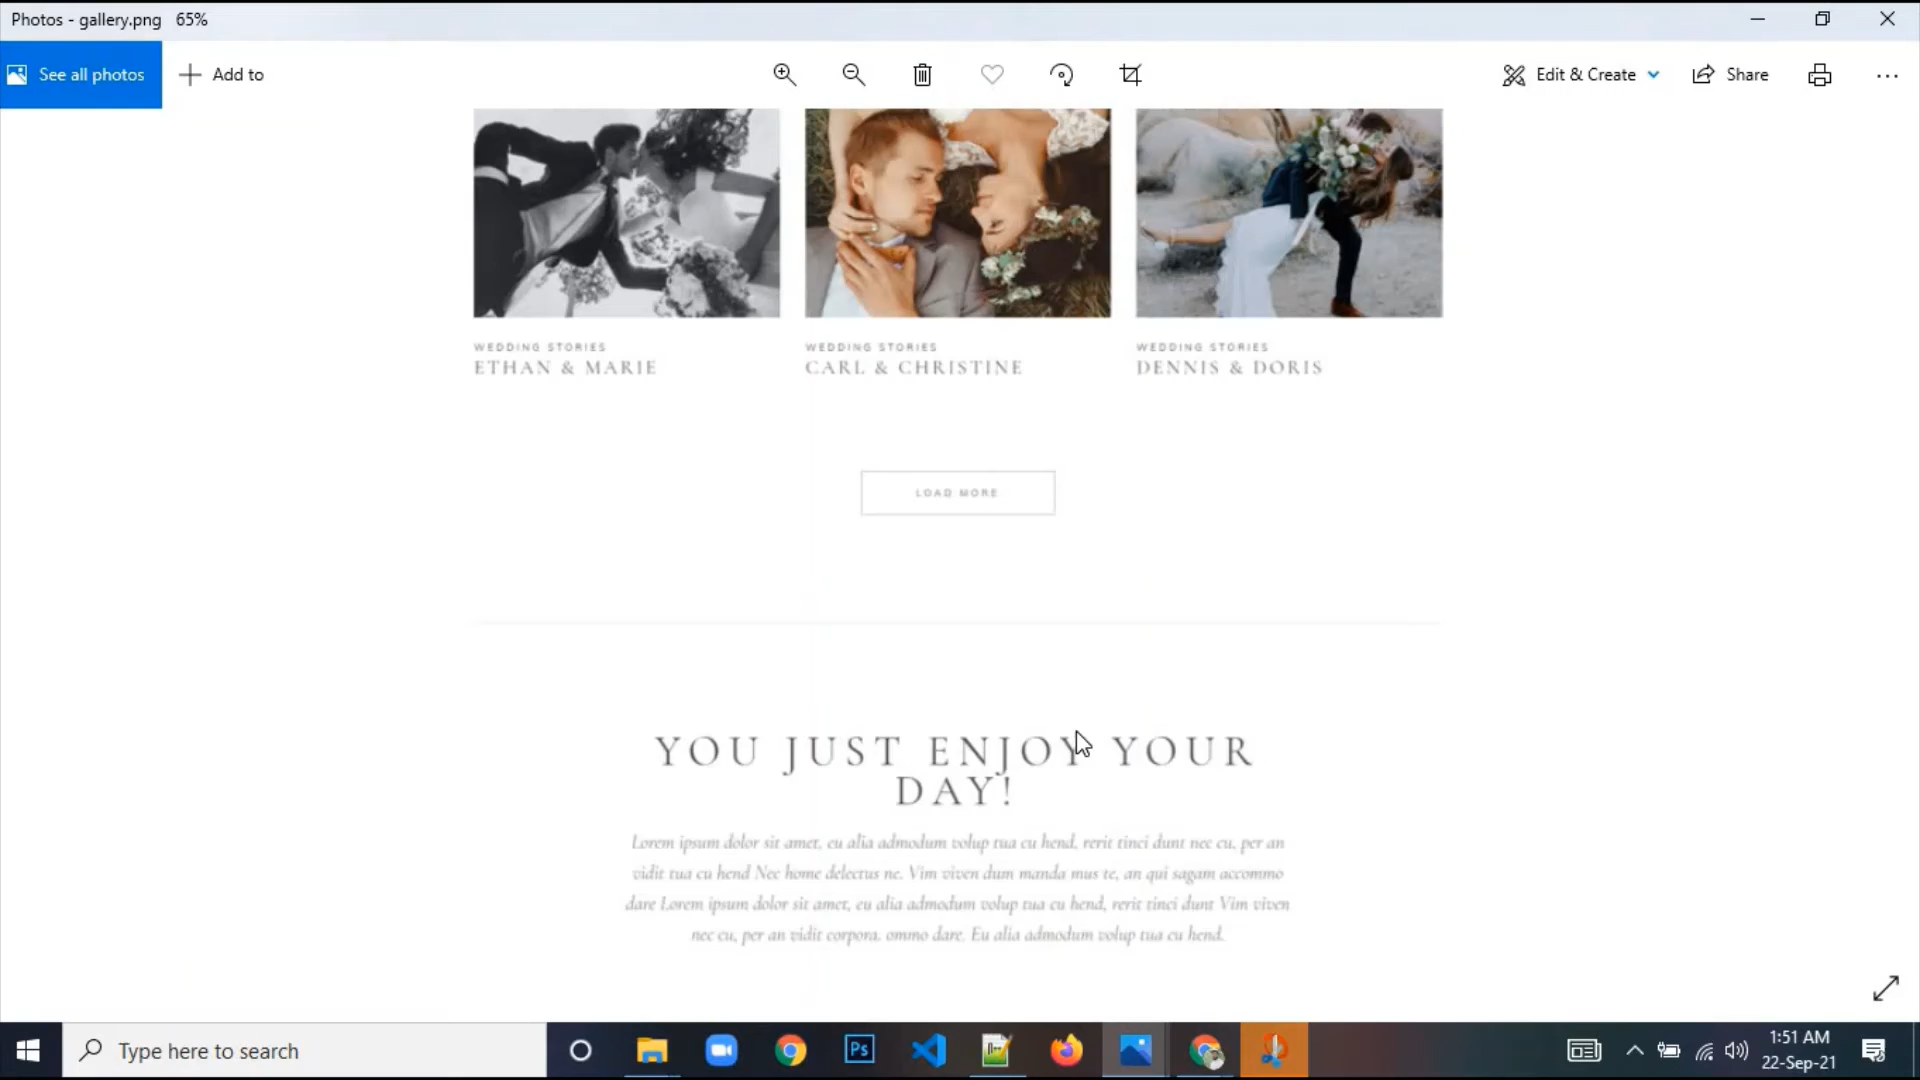 Photos - gallery.png 65%
See all photos
Add to
Edit & Create
Share
WEDDING STORIES
ETHAN & MARIE
WEDDING STORIES
CARL & CHRISTINE
WEDDING STORIES
DENNIS & DORIS
LOAD MORE
YOU JUST ENJOY YOUR
DAY!
Lorem ipsum dolor sit amet, eu alia admodum volup tua cu hend, rerit tinci dunt nec cu, per an
vidit tua cu hend Nec home delectus ne. Vim viven dum manda mus te, an qui sagam accommo
dare Lorem ipsum dolor sit amet, eu alia admodum volup tua cu hend, rerit tinci dunt Vim viven
nec cu, per an vidit corpora. ommo dare. Eu alia admodum volup tua cu hend.
Type here to search
Ps
1:51 AM
22-Sep-21